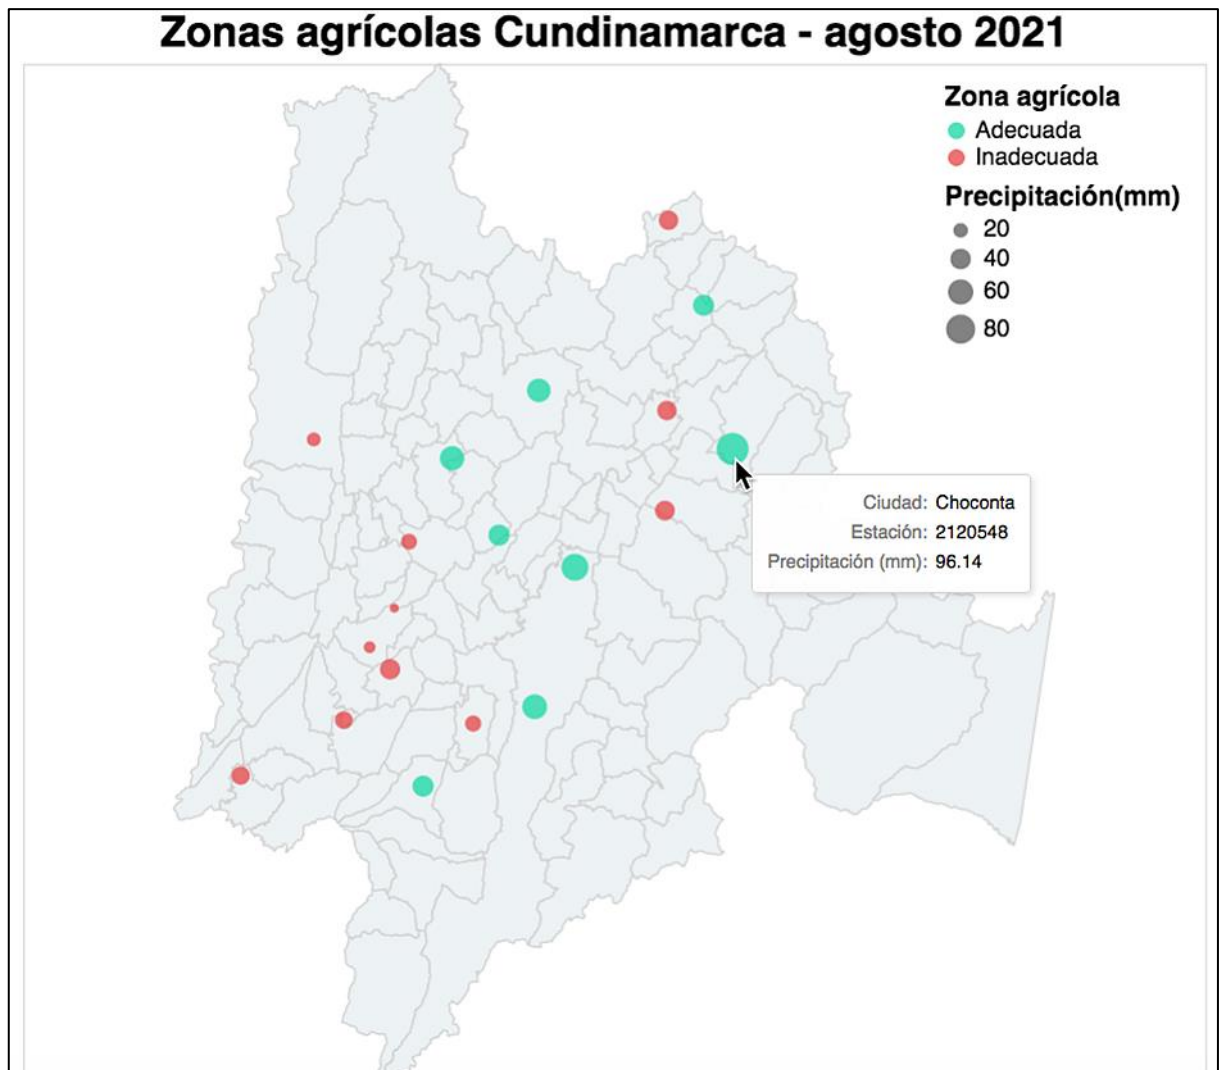 Zonas agrícolas Cundinamarca - agosto 2021
Zona agrícola
Adecuada
Inadecuada
Precipitación(mm)
20
40
60
80
Ciudad: Choconta
Estación: 2120548
Precipitación (mm): 96.14